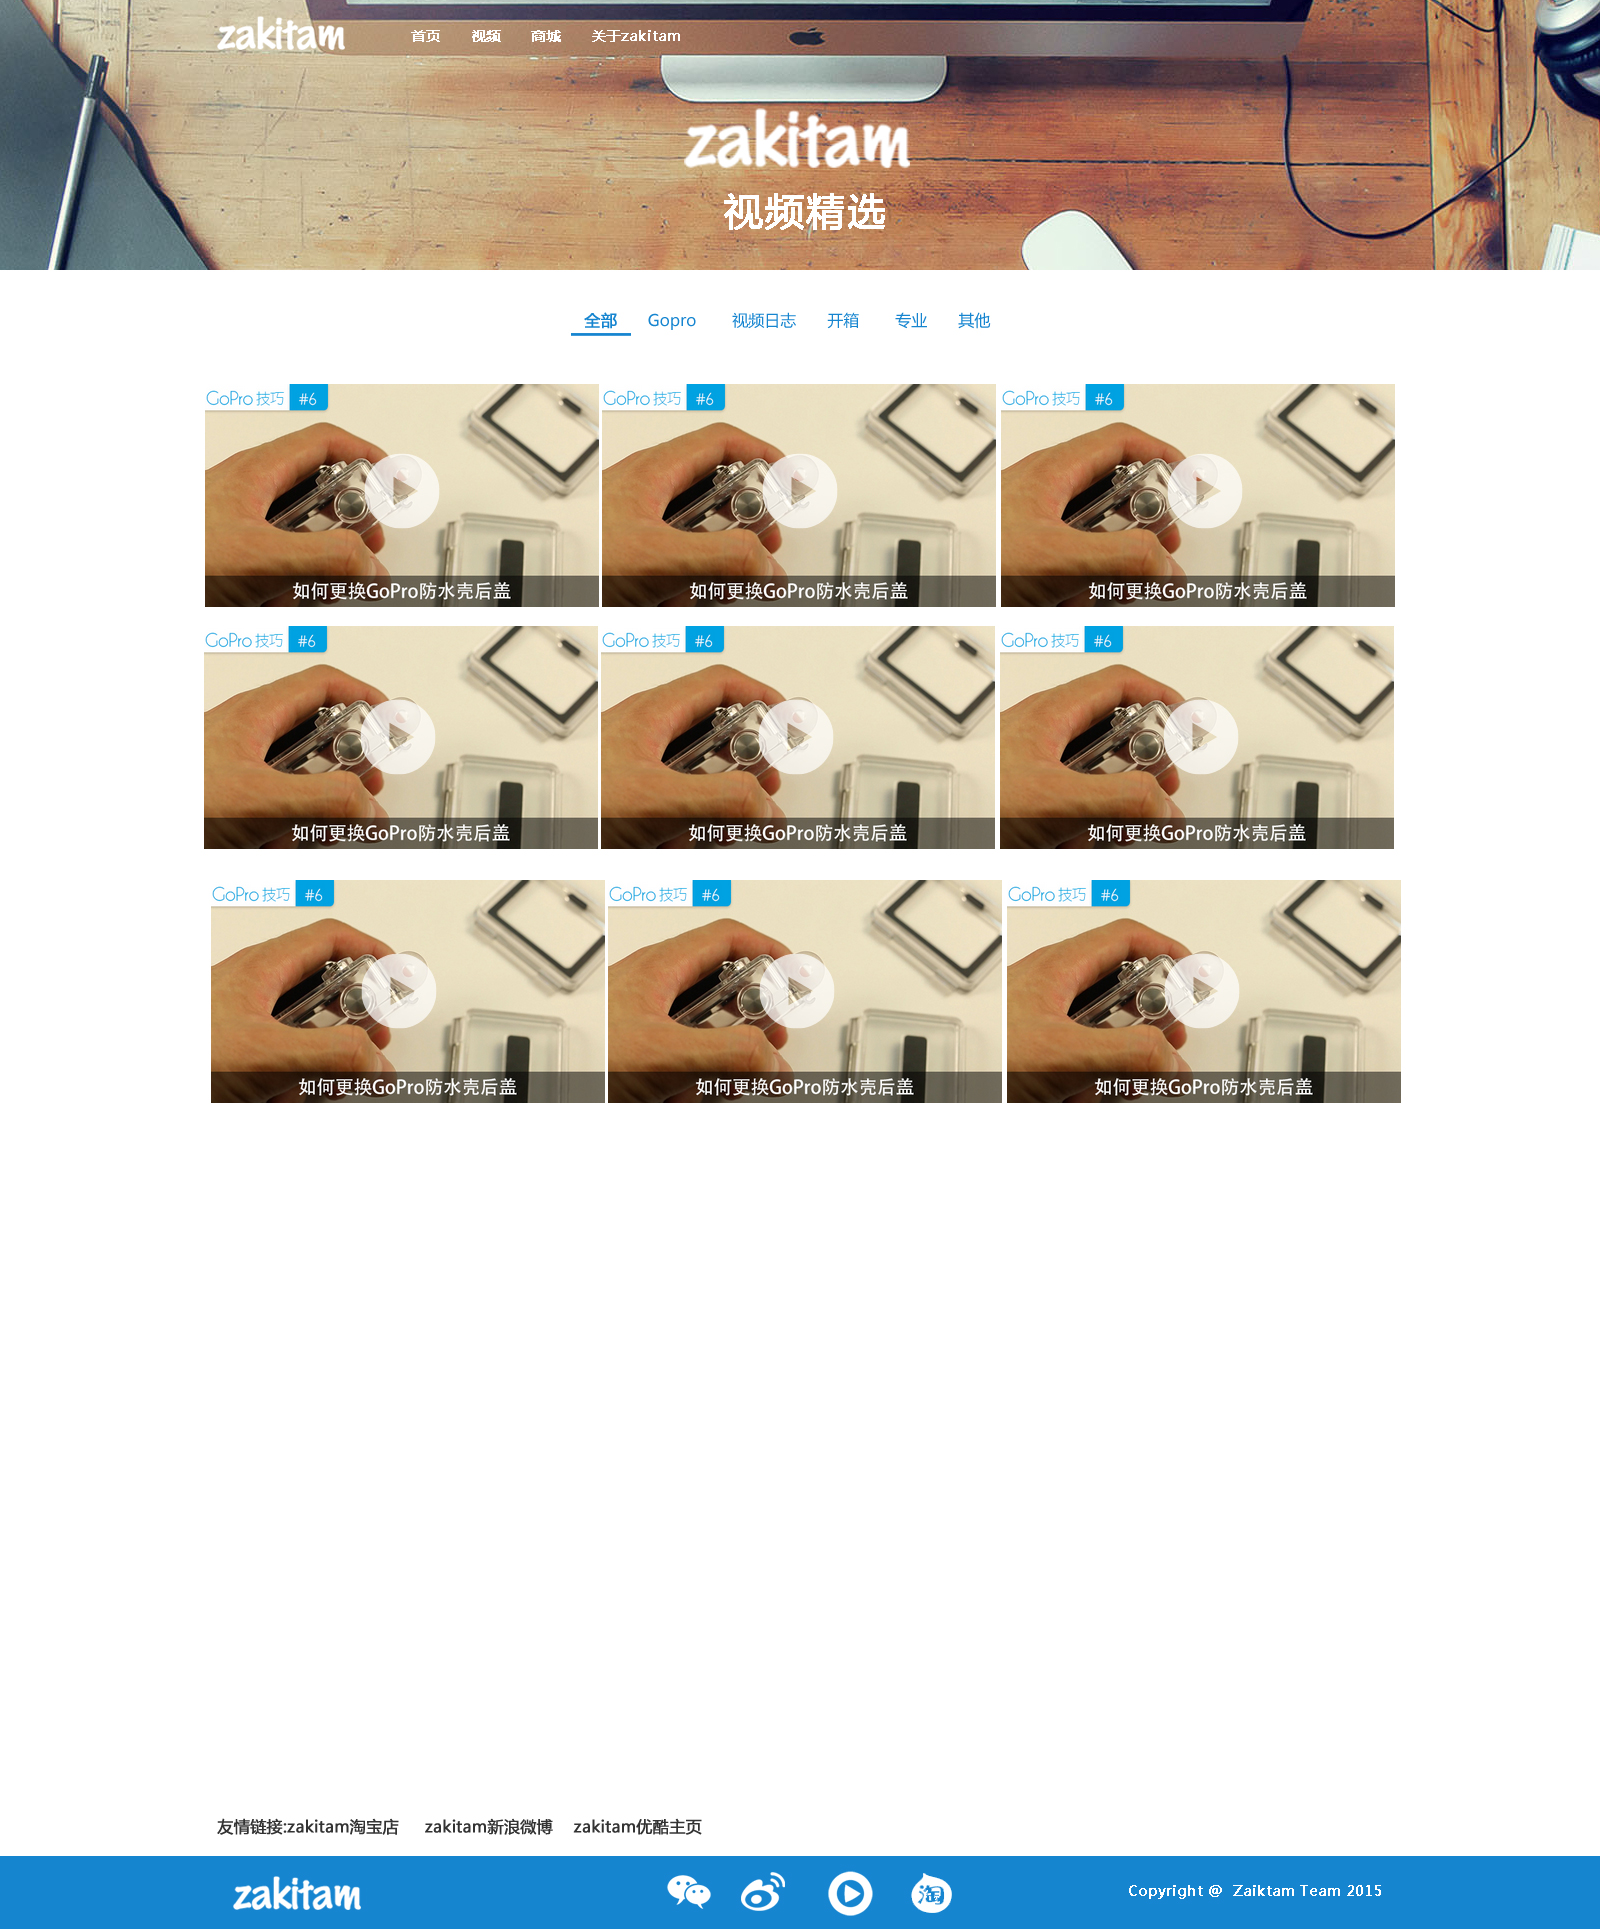 zakitam 首页 视频 商城 关于zakitam
zakitam
视频精选
全部 Gopro 视频日志 开箱 专业 其他
GoPro 技巧 #6 GoPro 技巧 #6 GoPro 技巧 #6
如何更换GoPro防水壳后盖 如何更换GoPro防水壳后盖 如何更换GoPro防水壳后盖
GoPro 技巧 #6 GoPro 技巧 #6 GoPro 技巧 #6
如何更换GoPro防水壳后盖 如何更换GoPro防水壳后盖 如何更换GoPro防水壳后盖
GoPro 技巧 #6 GoPro 技巧 #6 GoPro 技巧 #6
如何更换GoPro防水壳后盖 如何更换GoPro防水壳后盖 如何更换GoPro防水壳后盖
友情链接:zakitam淘宝店 zakitam新浪微博 zakitam优酷主页
zakitam 淘 Copyright @ Zaiktam Team 2015